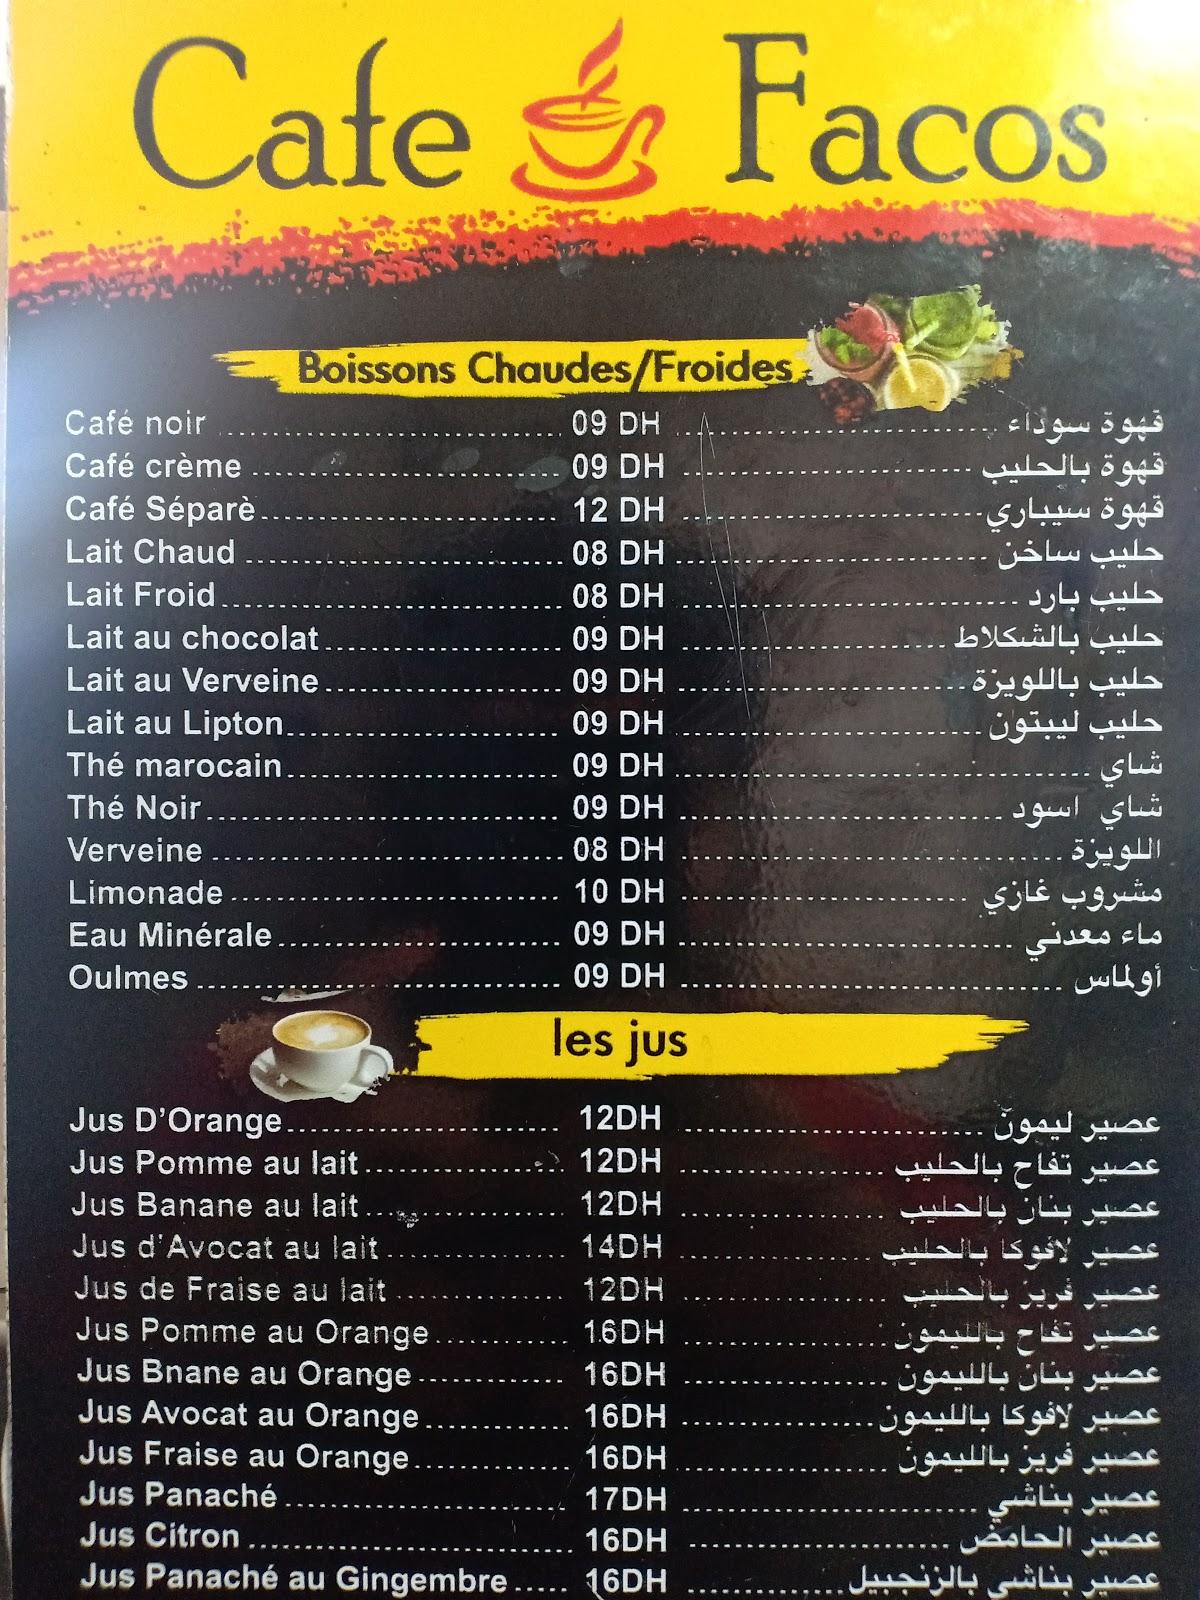 Cafe Facos
Boissons Chaudes/Froides
Café noir 09 DH قهوة سوداء
Café crème 09 DH قهوة بالحليب
Café Séparè 12 DH قهوة سيباري
Lait Chaud 08 DH حليب ساخن
Lait Froid 08 DH حليب بارد
Lait au chocolat 09 DH حليب بالشكلاط
Lait au Verveine 09 DH حليب باللويزة
Lait au Lipton 09 DH حليب ليبتون
Thé marocain 09 DH شاي
Thé Noir 09 DH شاي اسود
Verveine 08 DH اللويزة
Limonade 10 DH مشروب غازي
Eau Minérale 09 DH ماء معدني
Oulmes 09 DH أولماس
les jus
Jus D'Orange 12DH عصير ليمون
Jus Pomme au lait 12DH عصير تفاح بالحليب
Jus Banane au lait 12DH عصير بنان بالحليب
Jus d'Avocat au lait 14DH عصير لافوكا بالحليب
Jus de Fraise au lait 12DH عصير فريز بالحليب
Jus Pomme au Orange 16DH عصير تفاح بالليمون
Jus Bnane au Orange 16DH عصير بنان بالليمون
Jus Avocat au Orange 16DH عصير لافوكا بالليمون
Jus Fraise au Orange 16DH عصير فريز بالليمون
Jus Panaché 17DH عصير بناشي
Jus Citron 16DH عصير الحامض
Jus Panaché au Gingembre 16DH عصير بناشي بالزنجبيل